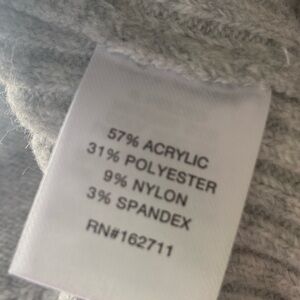 57% ACRYLIC
31% POLYESTER
9% NYLON
3% SPANDEX
RN#162711